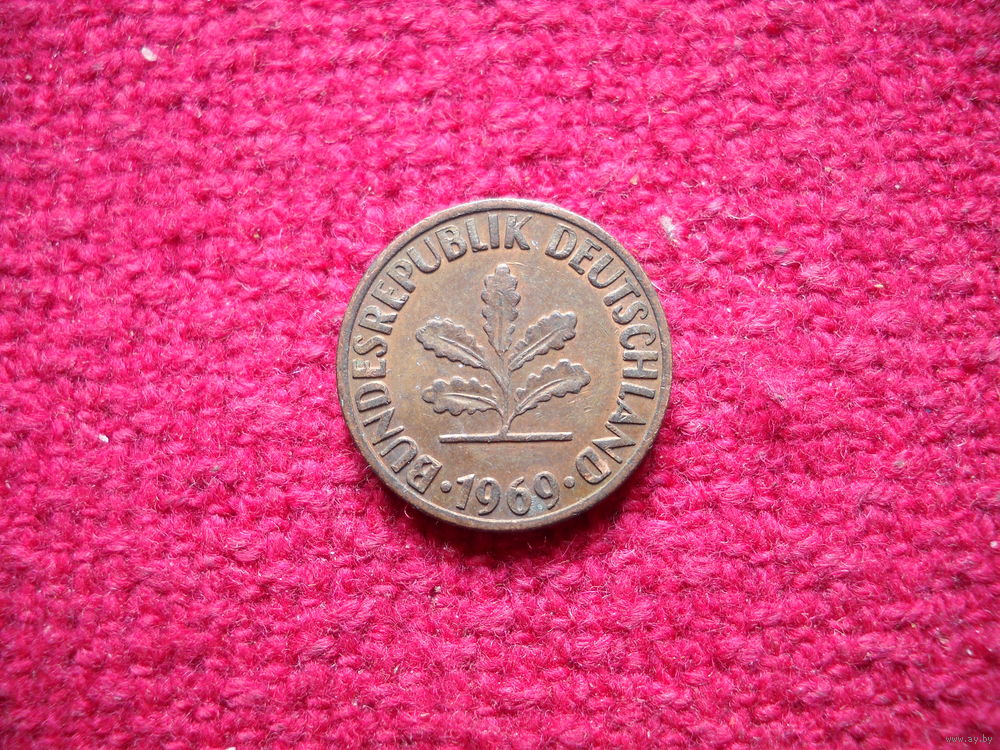 BUNDESREPUBLIK DEUTSCHLAND
· 1969 ·
www.ay.by